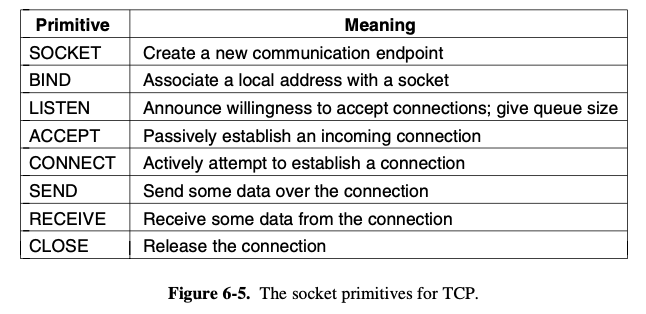 Primitive Meaning
SOCKET Create a new communication endpoint
BIND Associate a local address with a socket
LISTEN Announce willingness to accept connections; give queue size
ACCEPT Passively establish an incoming connection
CONNECT Actively attempt to establish a connection
SEND Send some data over the connection
RECEIVE Receive some data from the connection
CLOSE Release the connection
Figure 6-5. The socket primitives for TCP.